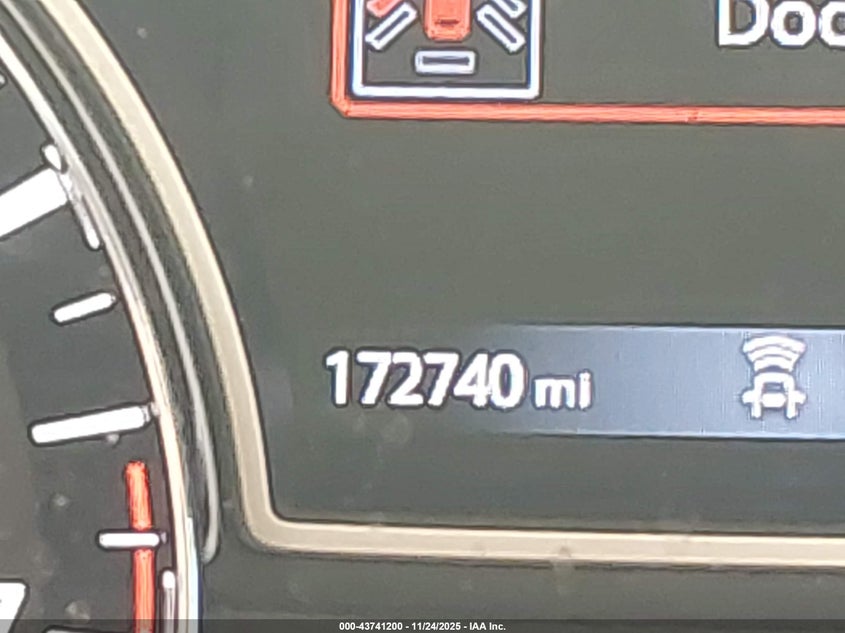 Doo
172740 mi
000-43741200 - 11/24/2025 - IAA Inc.